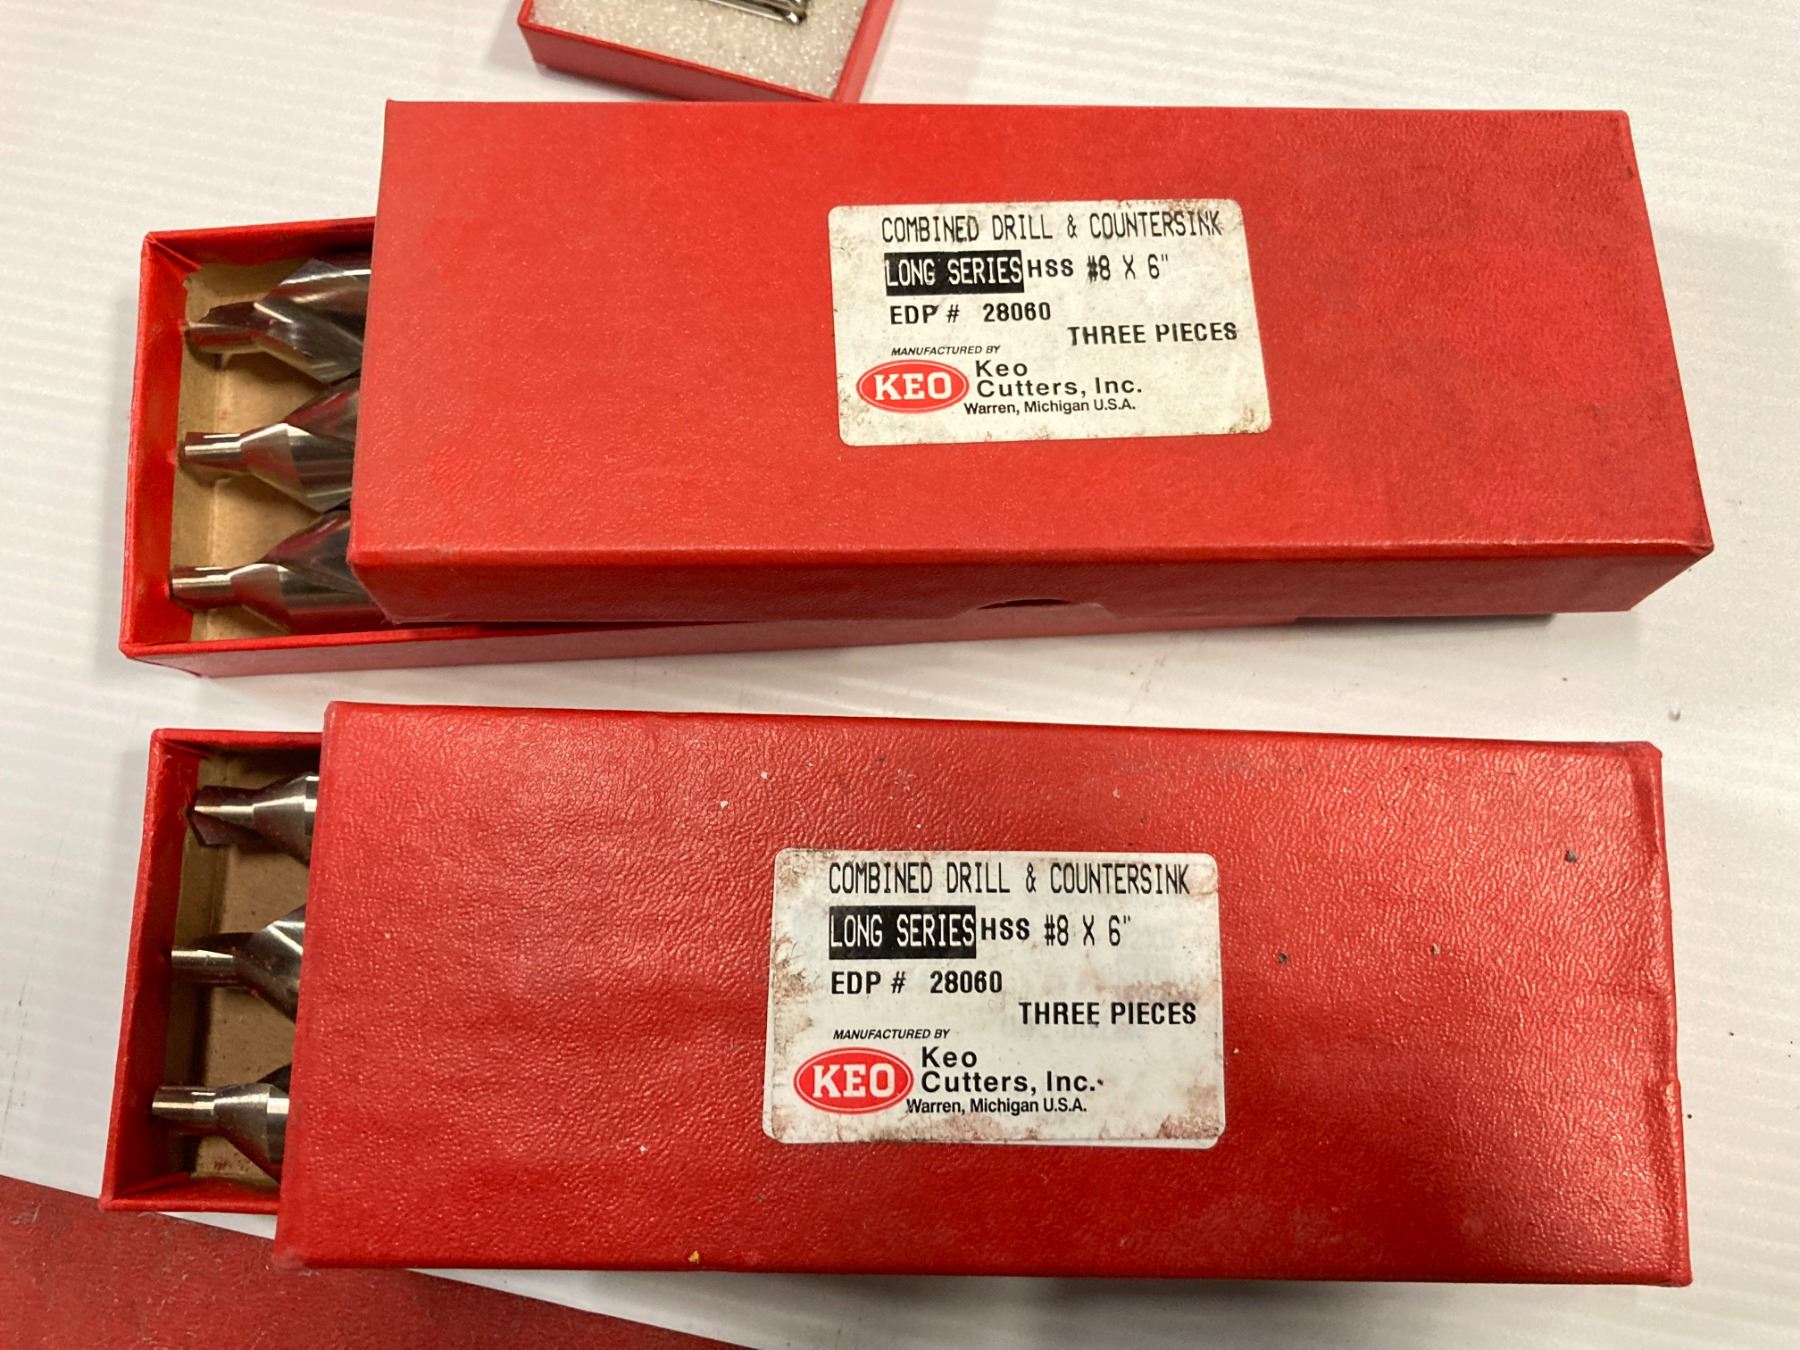 COMBINED DRILL & COUNTERSINK
LONG SERIES HSS #8 X 6"
EDP # 28060
THREE PIECES
MANUFACTURED BY
KEO Keo
Cutters, Inc.
Warren, Michigan U.S.A.
COMBINED DRILL & COUNTERSINK
LONG SERIES HSS #8 X 6"
EDP # 28060
THREE PIECES
MANUFACTURED BY
KEO Keo
Cutters, Inc.
Warren, Michigan U.S.A.